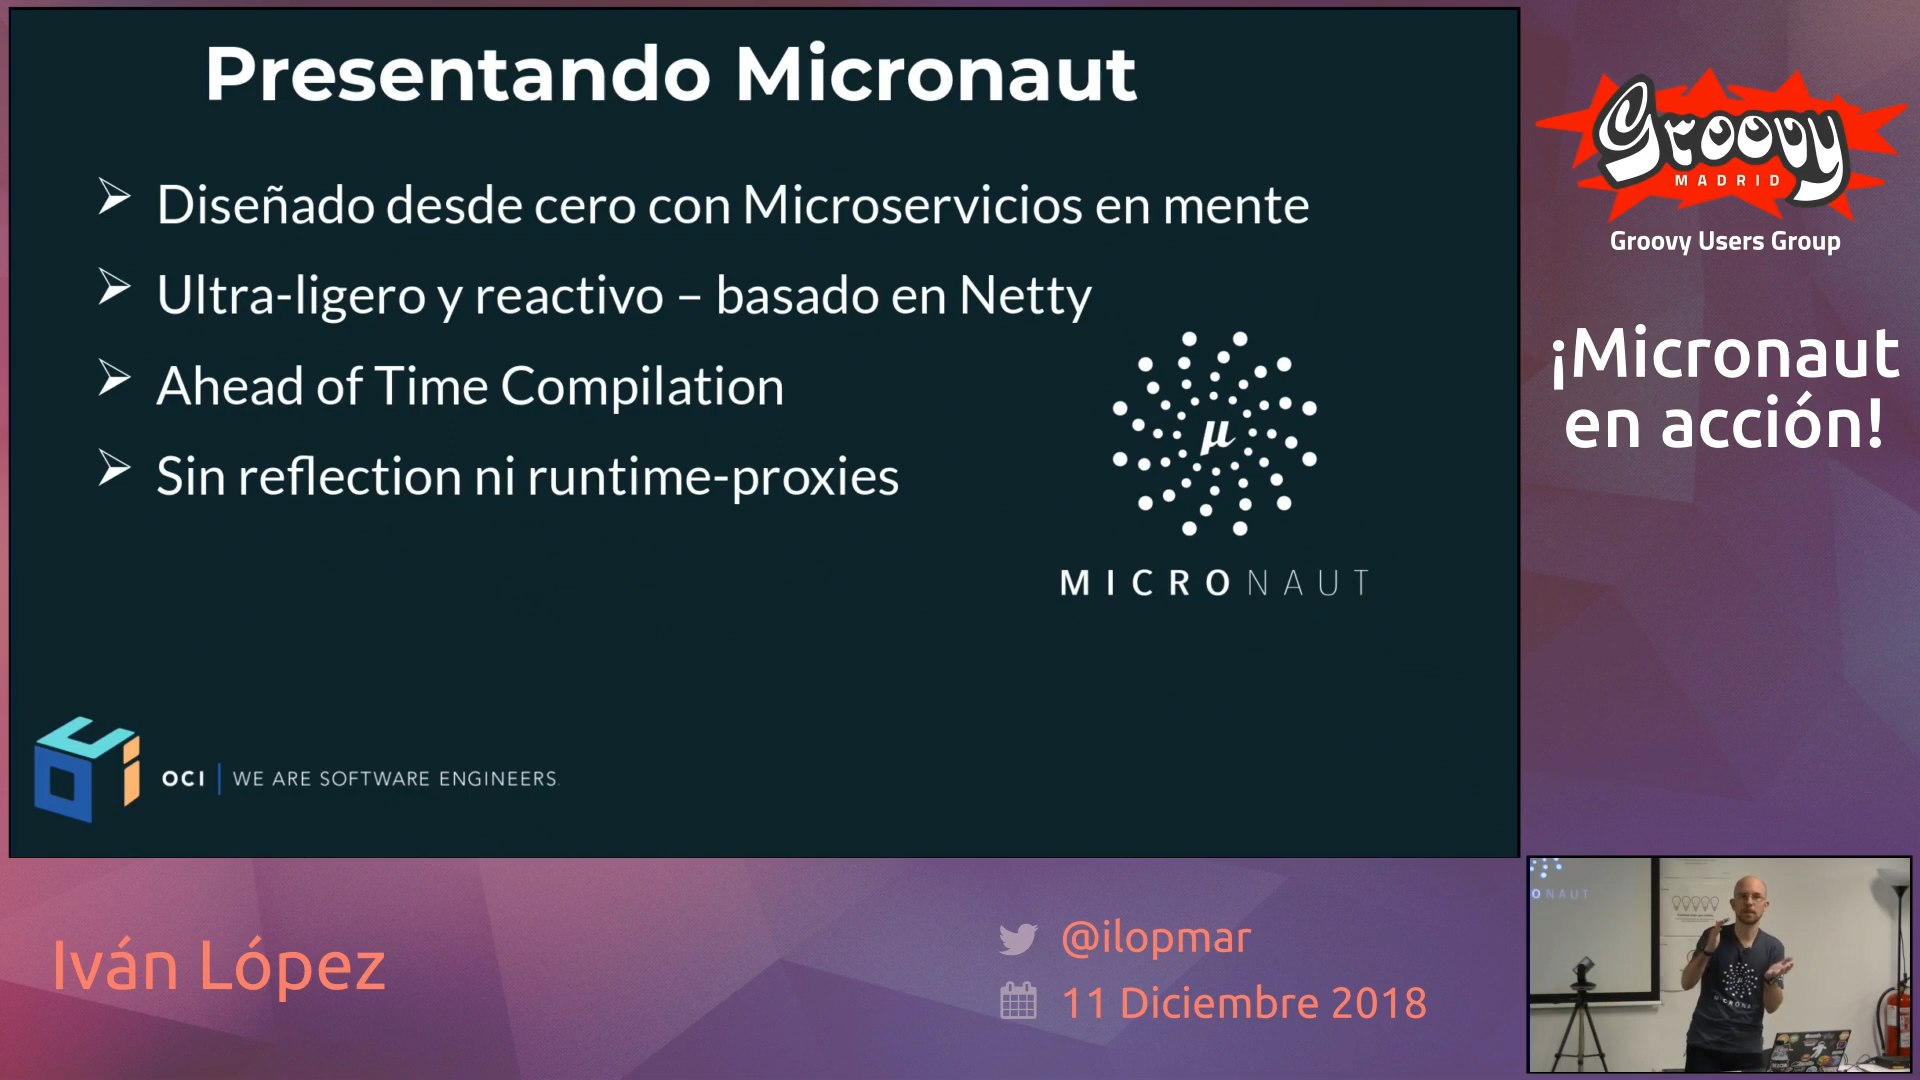 Presentando Micronaut
Diseñado desde cero con Microservicios en mente
Ultra-ligero y reactivo – basado en Netty
Ahead of Time Compilation
Sin reflection ni runtime-proxies
μ
MICRONAUT
OCI | WE ARE SOFTWARE ENGINEERS.
Groovy
MADRID
Groovy Users Group
¡Micronaut
en acción!
Iván López
@ilopmar
11 Diciembre 2018
O NAUT
μ